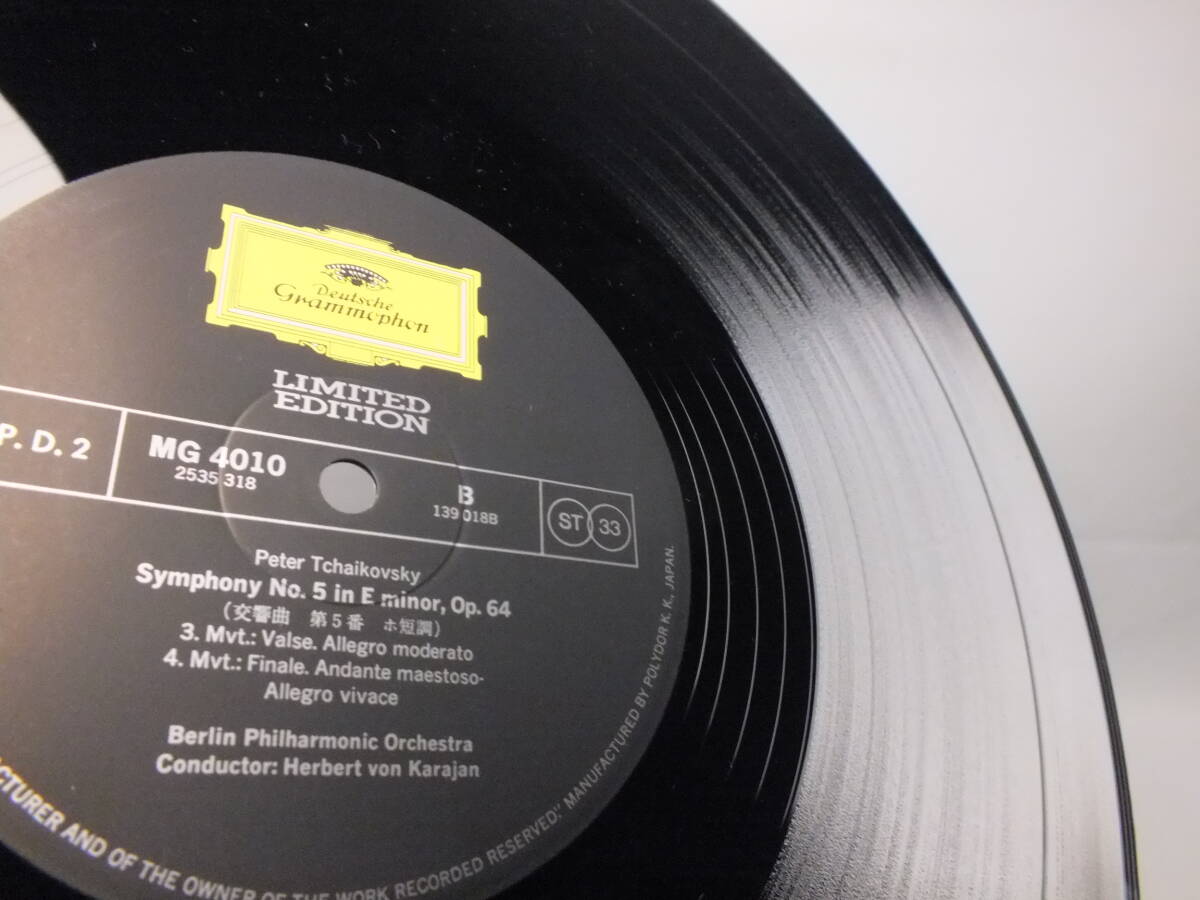 Deutsche
Grammophon
LIMITED
EDITION
P. D. 2
MG 4010
2535 318
B
139 018B
ST 33
Peter Tchaikovsky
Symphony No. 5 in E minor, Op. 64
(交響曲 第5番 ホ短調)
3. Mvt.: Valse. Allegro moderato
4. Mvt.: Finale. Andante maestoso-
Allegro vivace
Berlin Philharmonic Orchestra
Conductor: Herbert von Karajan
AND OF THE OWNER OF THE WORK RECORDED RESERVED." MANUFACTURED BY POLYDOR K. K., JAPAN.